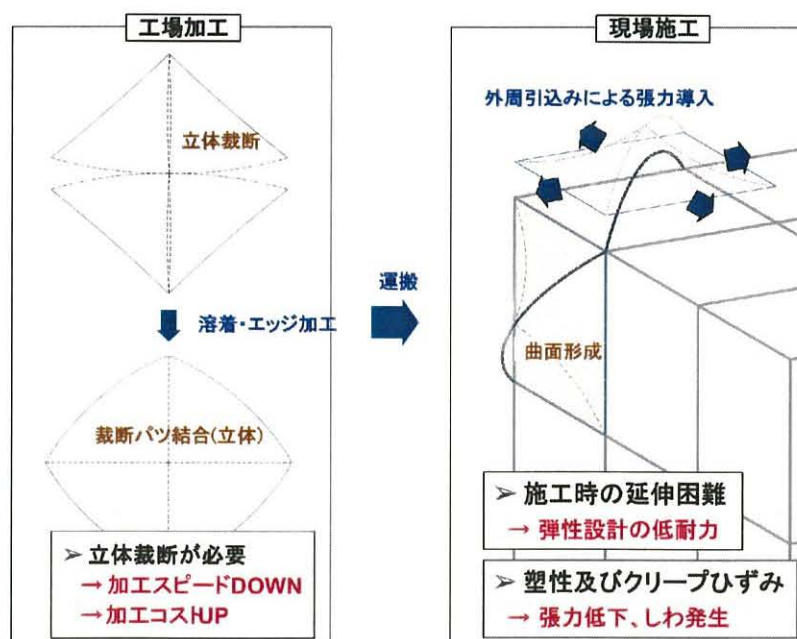 工場加工
立体裁断
溶着・エッジ加工
裁断パツ結合(立体)
➢ 立体裁断が必要
→ 加工スピードDOWN
→ 加工コストUP
運搬
現場施工
外周引込みによる張力導入
曲面形成
➢ 施工時の延伸困難
→ 弾性設計の低耐力
➢ 塑性及びクリープひずみ
→ 張力低下、しわ発生